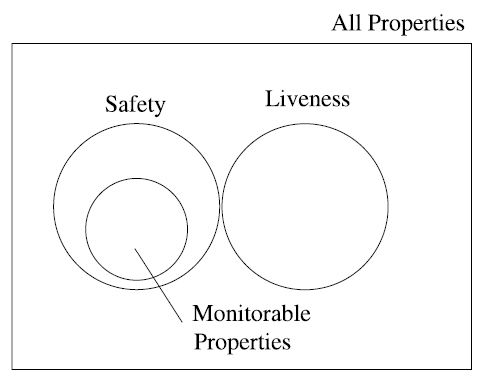 All Properties
Safety
Liveness
Monitorable
Properties